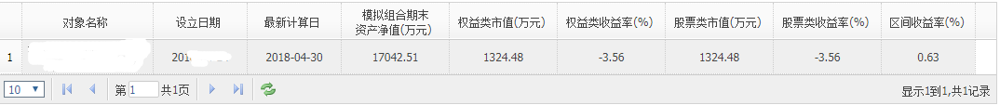 对象名称 设立日期 最新计算日 模拟组合期末资产净值(万元) 权益类市值(万元) 权益类收益率(%) 股票类市值(万元) 股票类收益率(%) 区间收益率(%)
1 201 2018-04-30 17042.51 1324.48 -3.56 1324.48 -3.56 0.63
10 第 1 共1页 显示1到1,共1记录